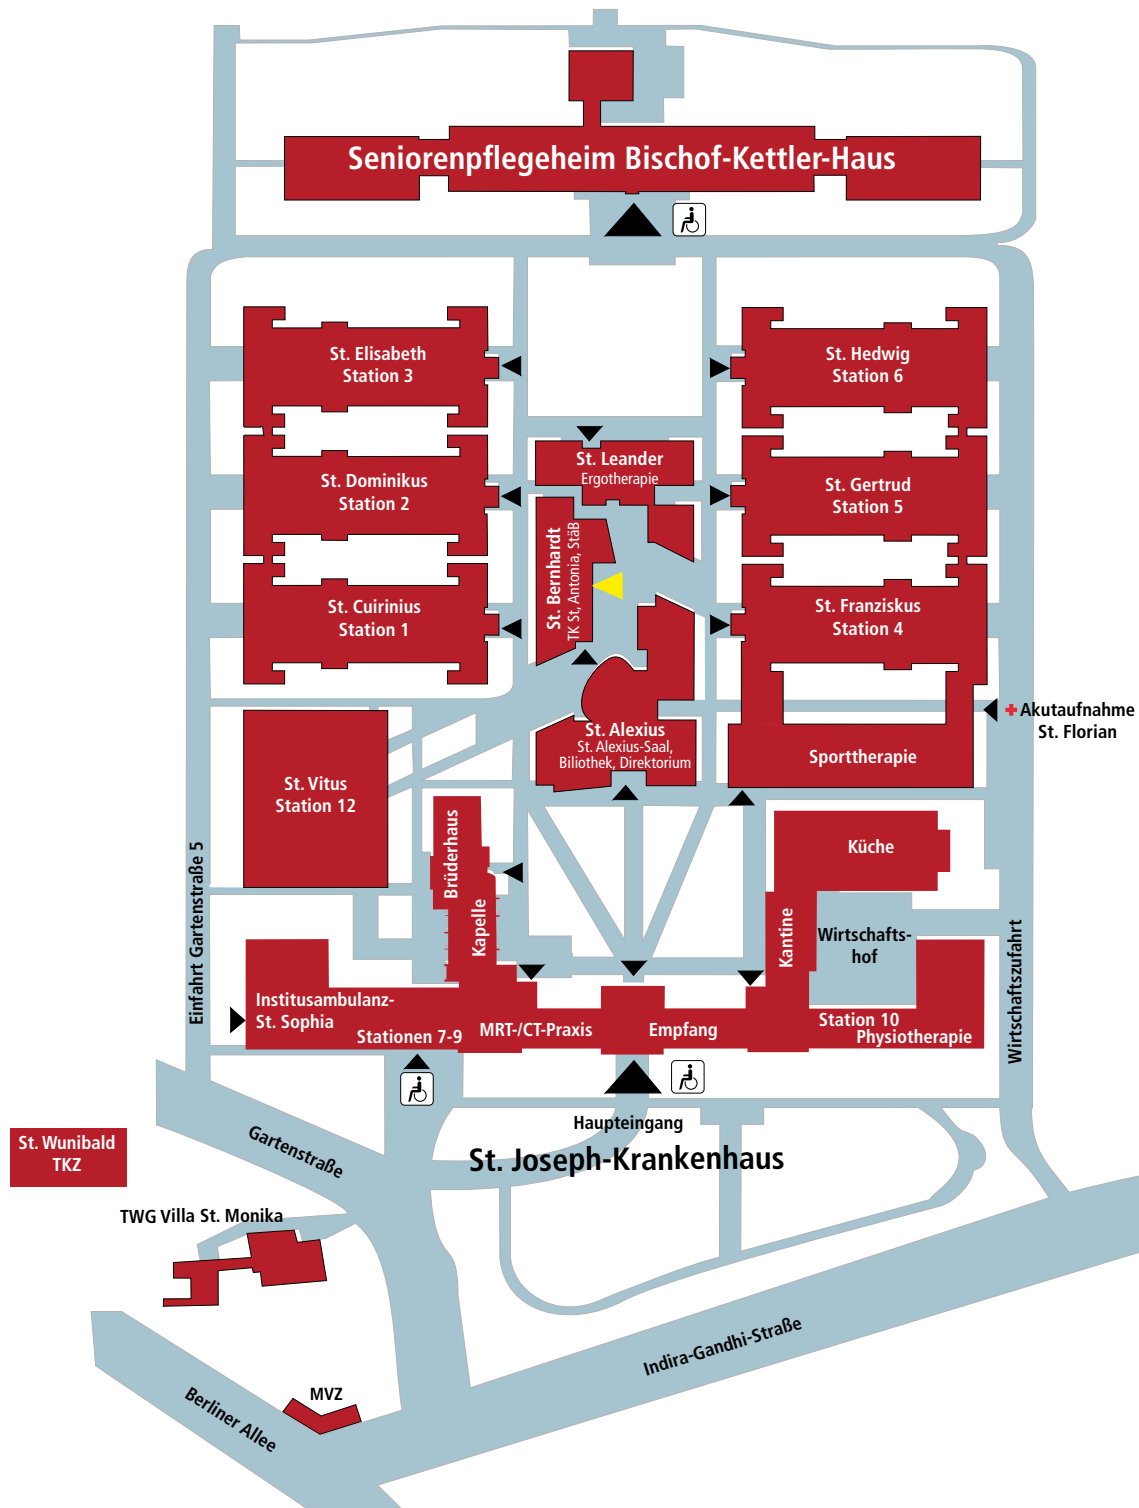 Seniorenpflegeheim Bischof-Kettler-Haus
St. Elisabeth
Station 3
St. Hedwig
Station 6
St. Leander
Ergotherapie
St. Dominikus
Station 2
St. Gertrud
Station 5
St. Bernhardt
TK St, Antonia, StäB
St. Cuirinius
Station 1
St. Franziskus
Station 4
Akutaufnahme
St. Florian
St. Alexius
St. Alexius-Saal,
Biliothek, Direktorium
Sporttherapie
St. Vitus
Station 12
Einfahrt Gartenstraße 5
Brüderhaus
Kapelle
Küche
Kantine
Wirtschafts-
hof
Wirtschaftszufahrt
Institusambulanz-
St. Sophia
Stationen 7-9
MRT-/CT-Praxis
Empfang
Station 10
Physiotherapie
Haupteingang
St. Joseph-Krankenhaus
Gartenstraße
St. Wunibald
TKZ
TWG Villa St. Monika
Indira-Gandhi-Straße
MVZ
Berliner Allee